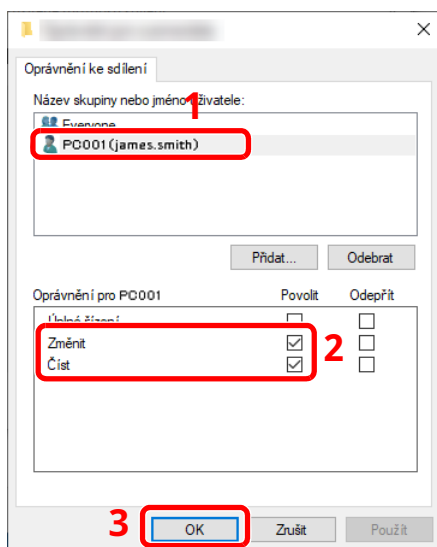 Oprávnění ke sdílení
Název skupiny nebo jméno uživatele:
1
Everyone
PC001(james.smith)
Přidat...
Odebrat
Oprávnění pro PC001 Povolit Odepřít
Úplné řízení
Změnit
2
Číst
3
OK
Zrušit
Použít